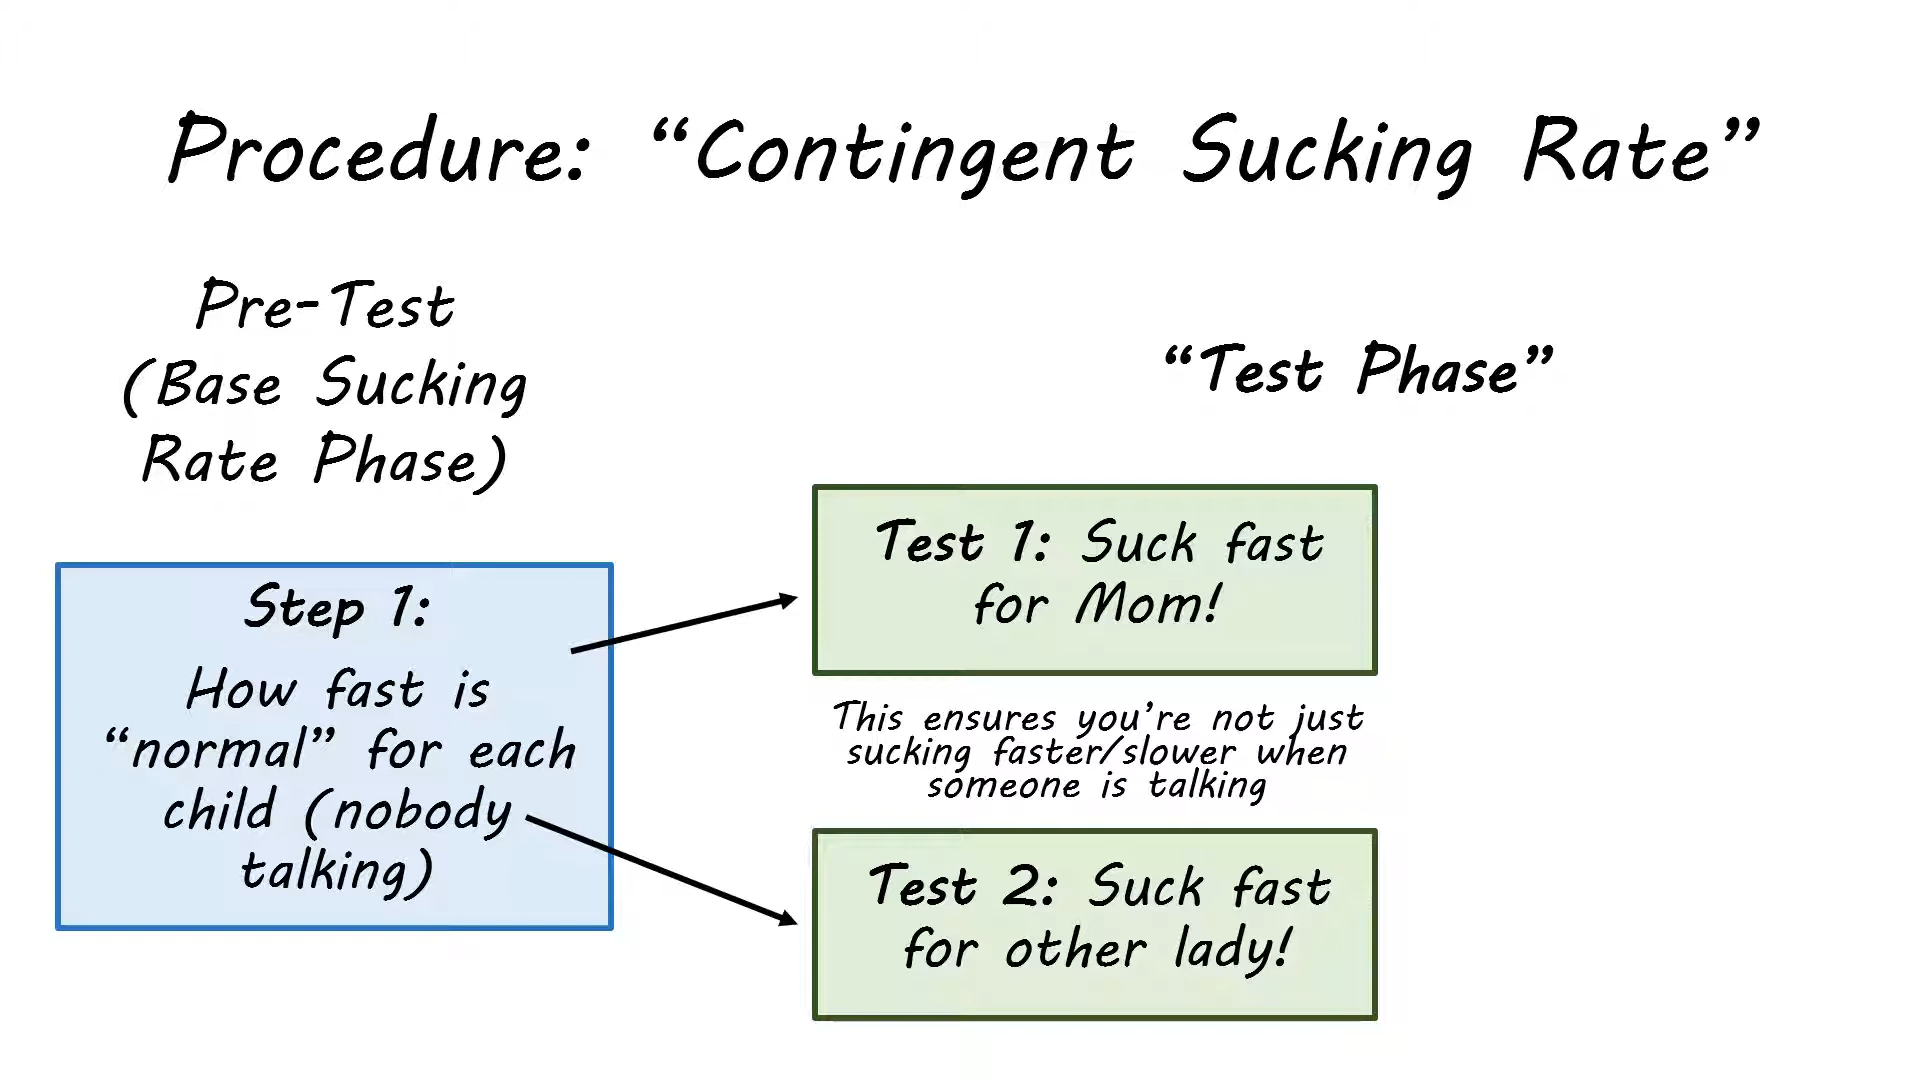 Procedure: “Contingent Sucking Rate”
Pre-Test
(Base Sucking
Rate Phase)
“Test Phase”
Step 1:
How fast is
“normal” for each
child (nobody
talking)
Test 1: Suck fast
for Mom!
This ensures you’re not just
sucking faster/slower when
someone is talking
Test 2: Suck fast
for other lady!